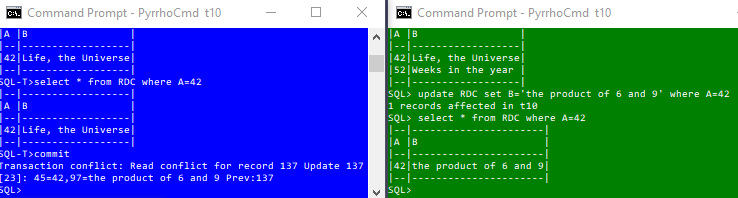 Command Prompt - PyrrhoCmd t10
|A |B                 |
|--|------------------|
|42|Life, the Universe|
|--|------------------|
SQL-T>select * from RDC where A=42
|--|------------------|
|A |B                 |
|--|------------------|
|42|Life, the Universe|
|--|------------------|
SQL-T>commit
Transaction conflict: Read conflict for record 137 Update 137
[23]: 45=42,97=the product of 6 and 9 Prev:137
SQL>
Command Prompt - PyrrhoCmd t10
|A |B                 |
|--|------------------|
|42|Life, the Universe|
|52|Weeks in the year |
SQL> update RDC set B='the product of 6 and 9' where A=42
1 records affected in t10
SQL> select * from RDC where A=42
|--|----------------------|
|A |B                     |
|--|----------------------|
|42|the product of 6 and 9|
|--|----------------------|
SQL>